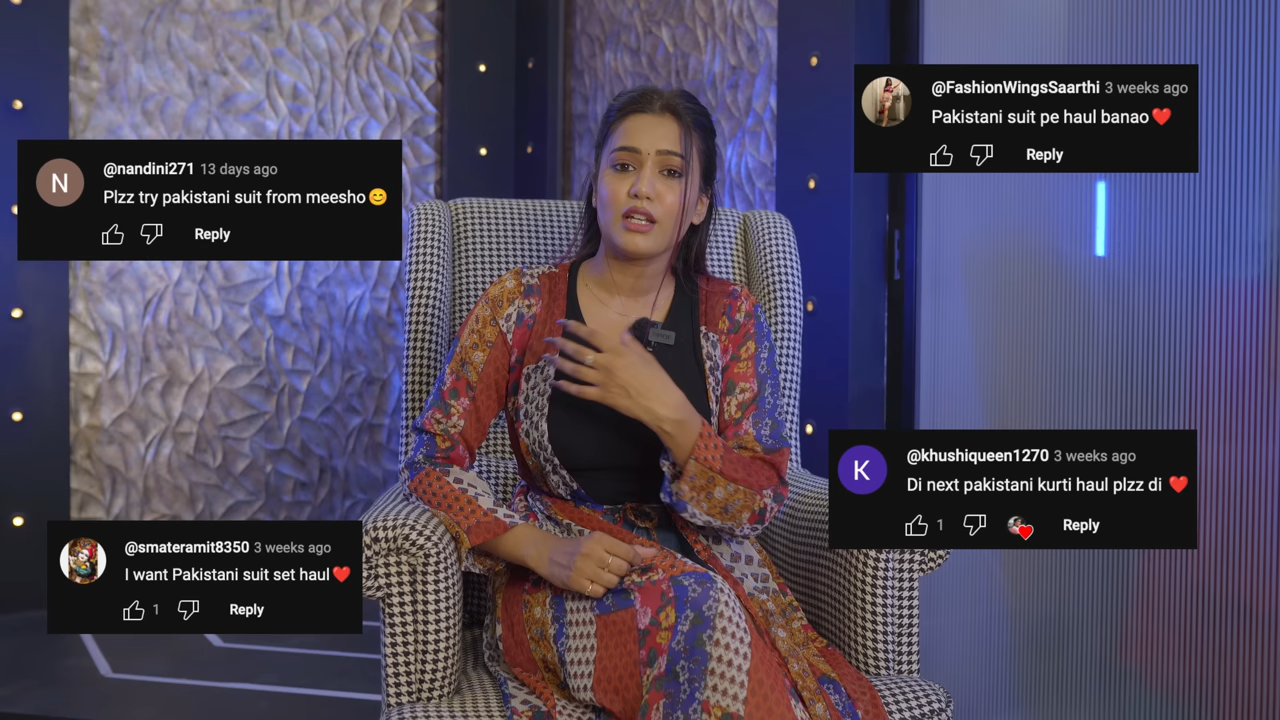 @FashionWingsSaarthi 3 weeks ago
Pakistani suit pe haul banao❤️
Reply
N
@nandini271 13 days ago
Plzz try pakistani suit from meesho😊
Reply
K
@khushiqueen1270 3 weeks ago
Di next pakistani kurti haul plzz di ❤️
1
Reply
@smateramit8350 3 weeks ago
I want Pakistani suit set haul❤️
1
Reply